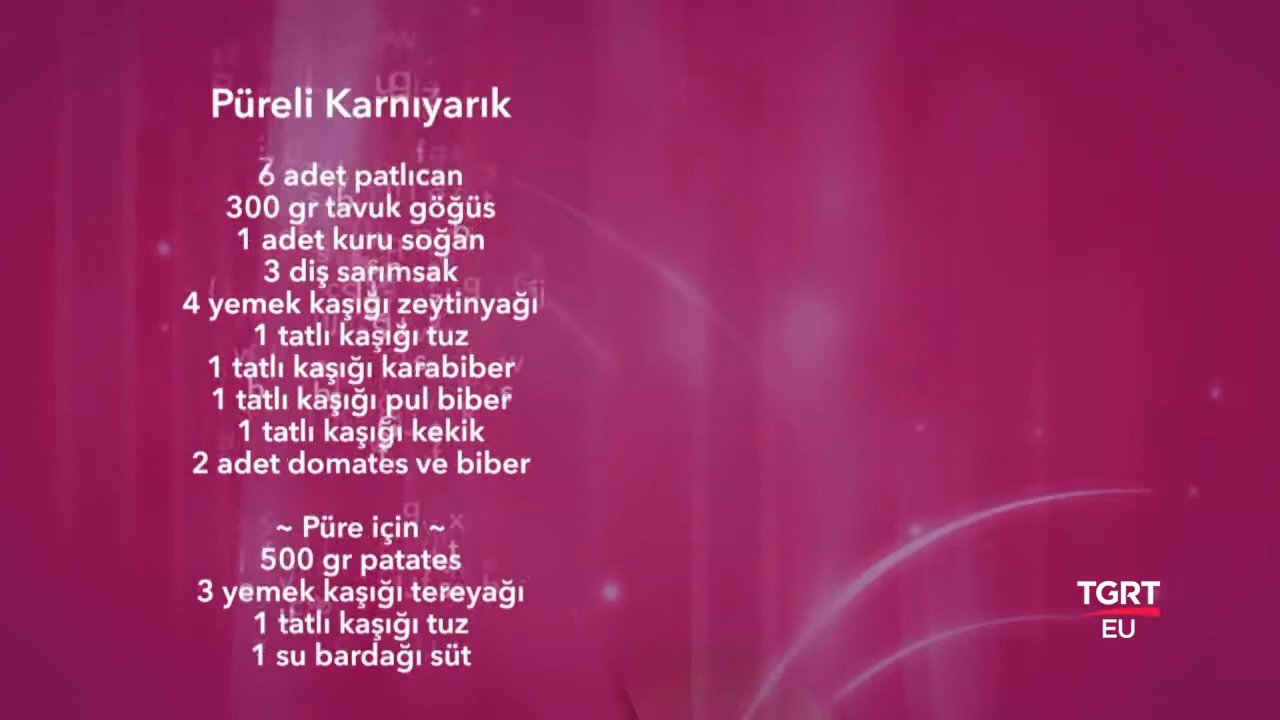 Püreli Karnıyarık
6 adet patlıcan
300 gr tavuk göğüs
1 adet kuru soğan
3 diş sarımsak
4 yemek kaşığı zeytinyağı
1 tatlı kaşığı tuz
1 tatlı kaşığı karabiber
1 tatlı kaşığı pul biber
1 tatlı kaşığı kekik
2 adet domates ve biber
~ Püre için ~
500 gr patates
3 yemek kaşığı tereyağı
1 tatlı kaşığı tuz
1 su bardağı süt
TGRT
EU